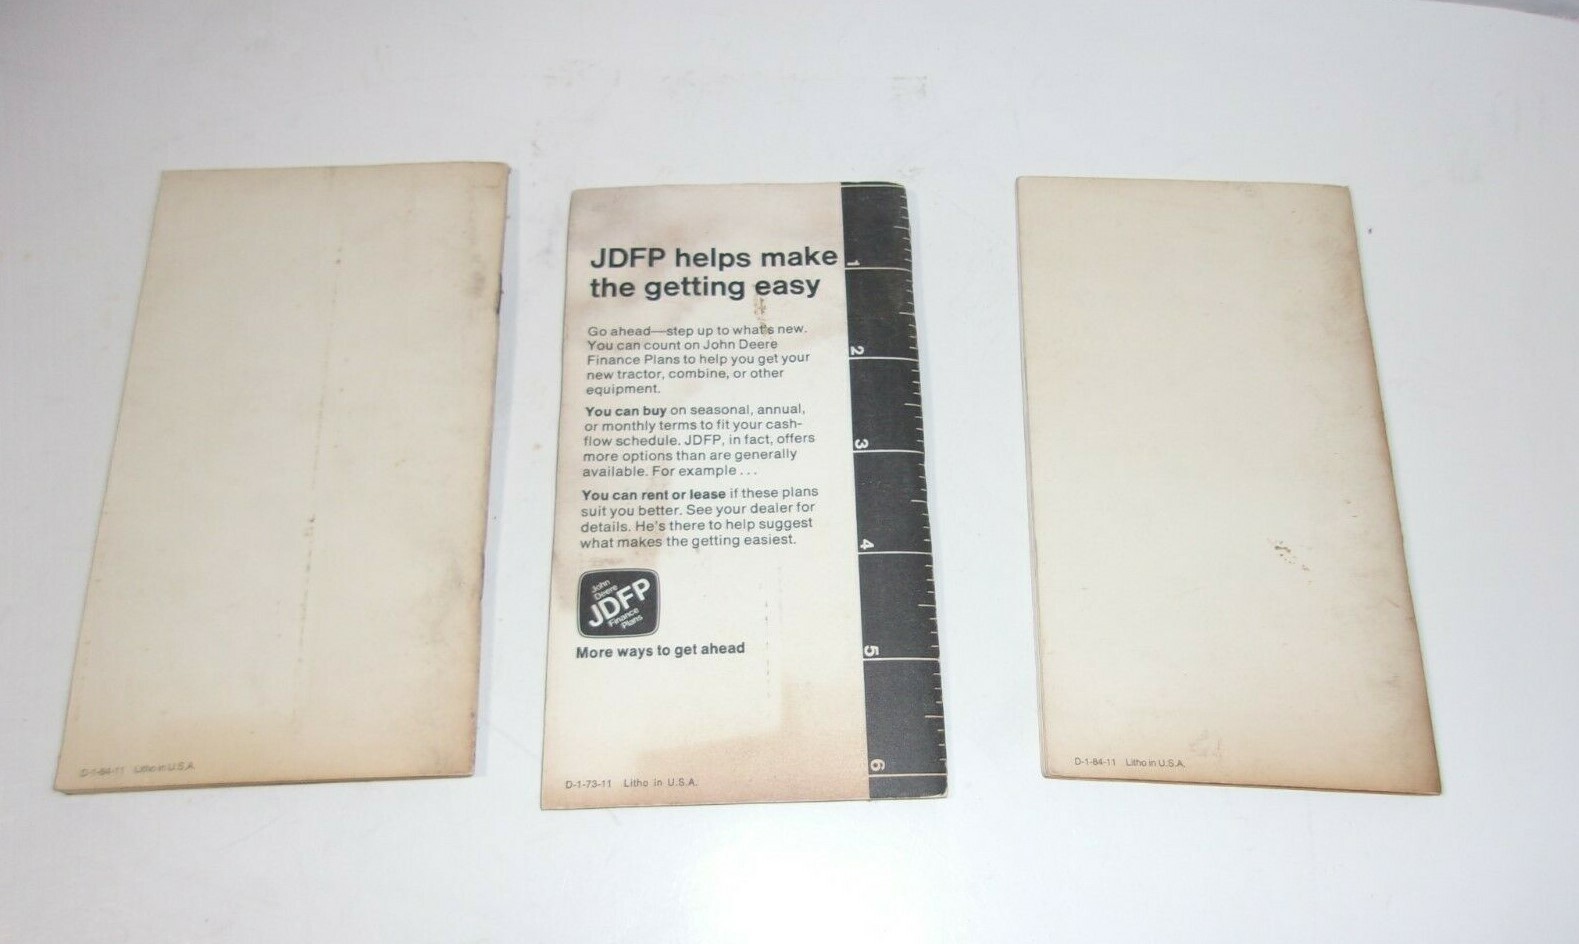 D-1-84-11 Litho in U.S.A.
JDFP helps make
the getting easy
Go ahead—step up to what's new.
You can count on John Deere
Finance Plans to help you get your
new tractor, combine, or other
equipment.
You can buy on seasonal, annual,
or monthly terms to fit your cash-
flow schedule. JDFP, in fact, offers
more options than are generally
available. For example . . .
You can rent or lease if these plans
suit you better. See your dealer for
details. He's there to help suggest
what makes the getting easiest.
John
Deere
JDFP
Finance
Plans
More ways to get ahead
D-1-73-11 Litho in U.S.A.
1
2
3
4
5
6
D-1-84-11 Litho in U.S.A.